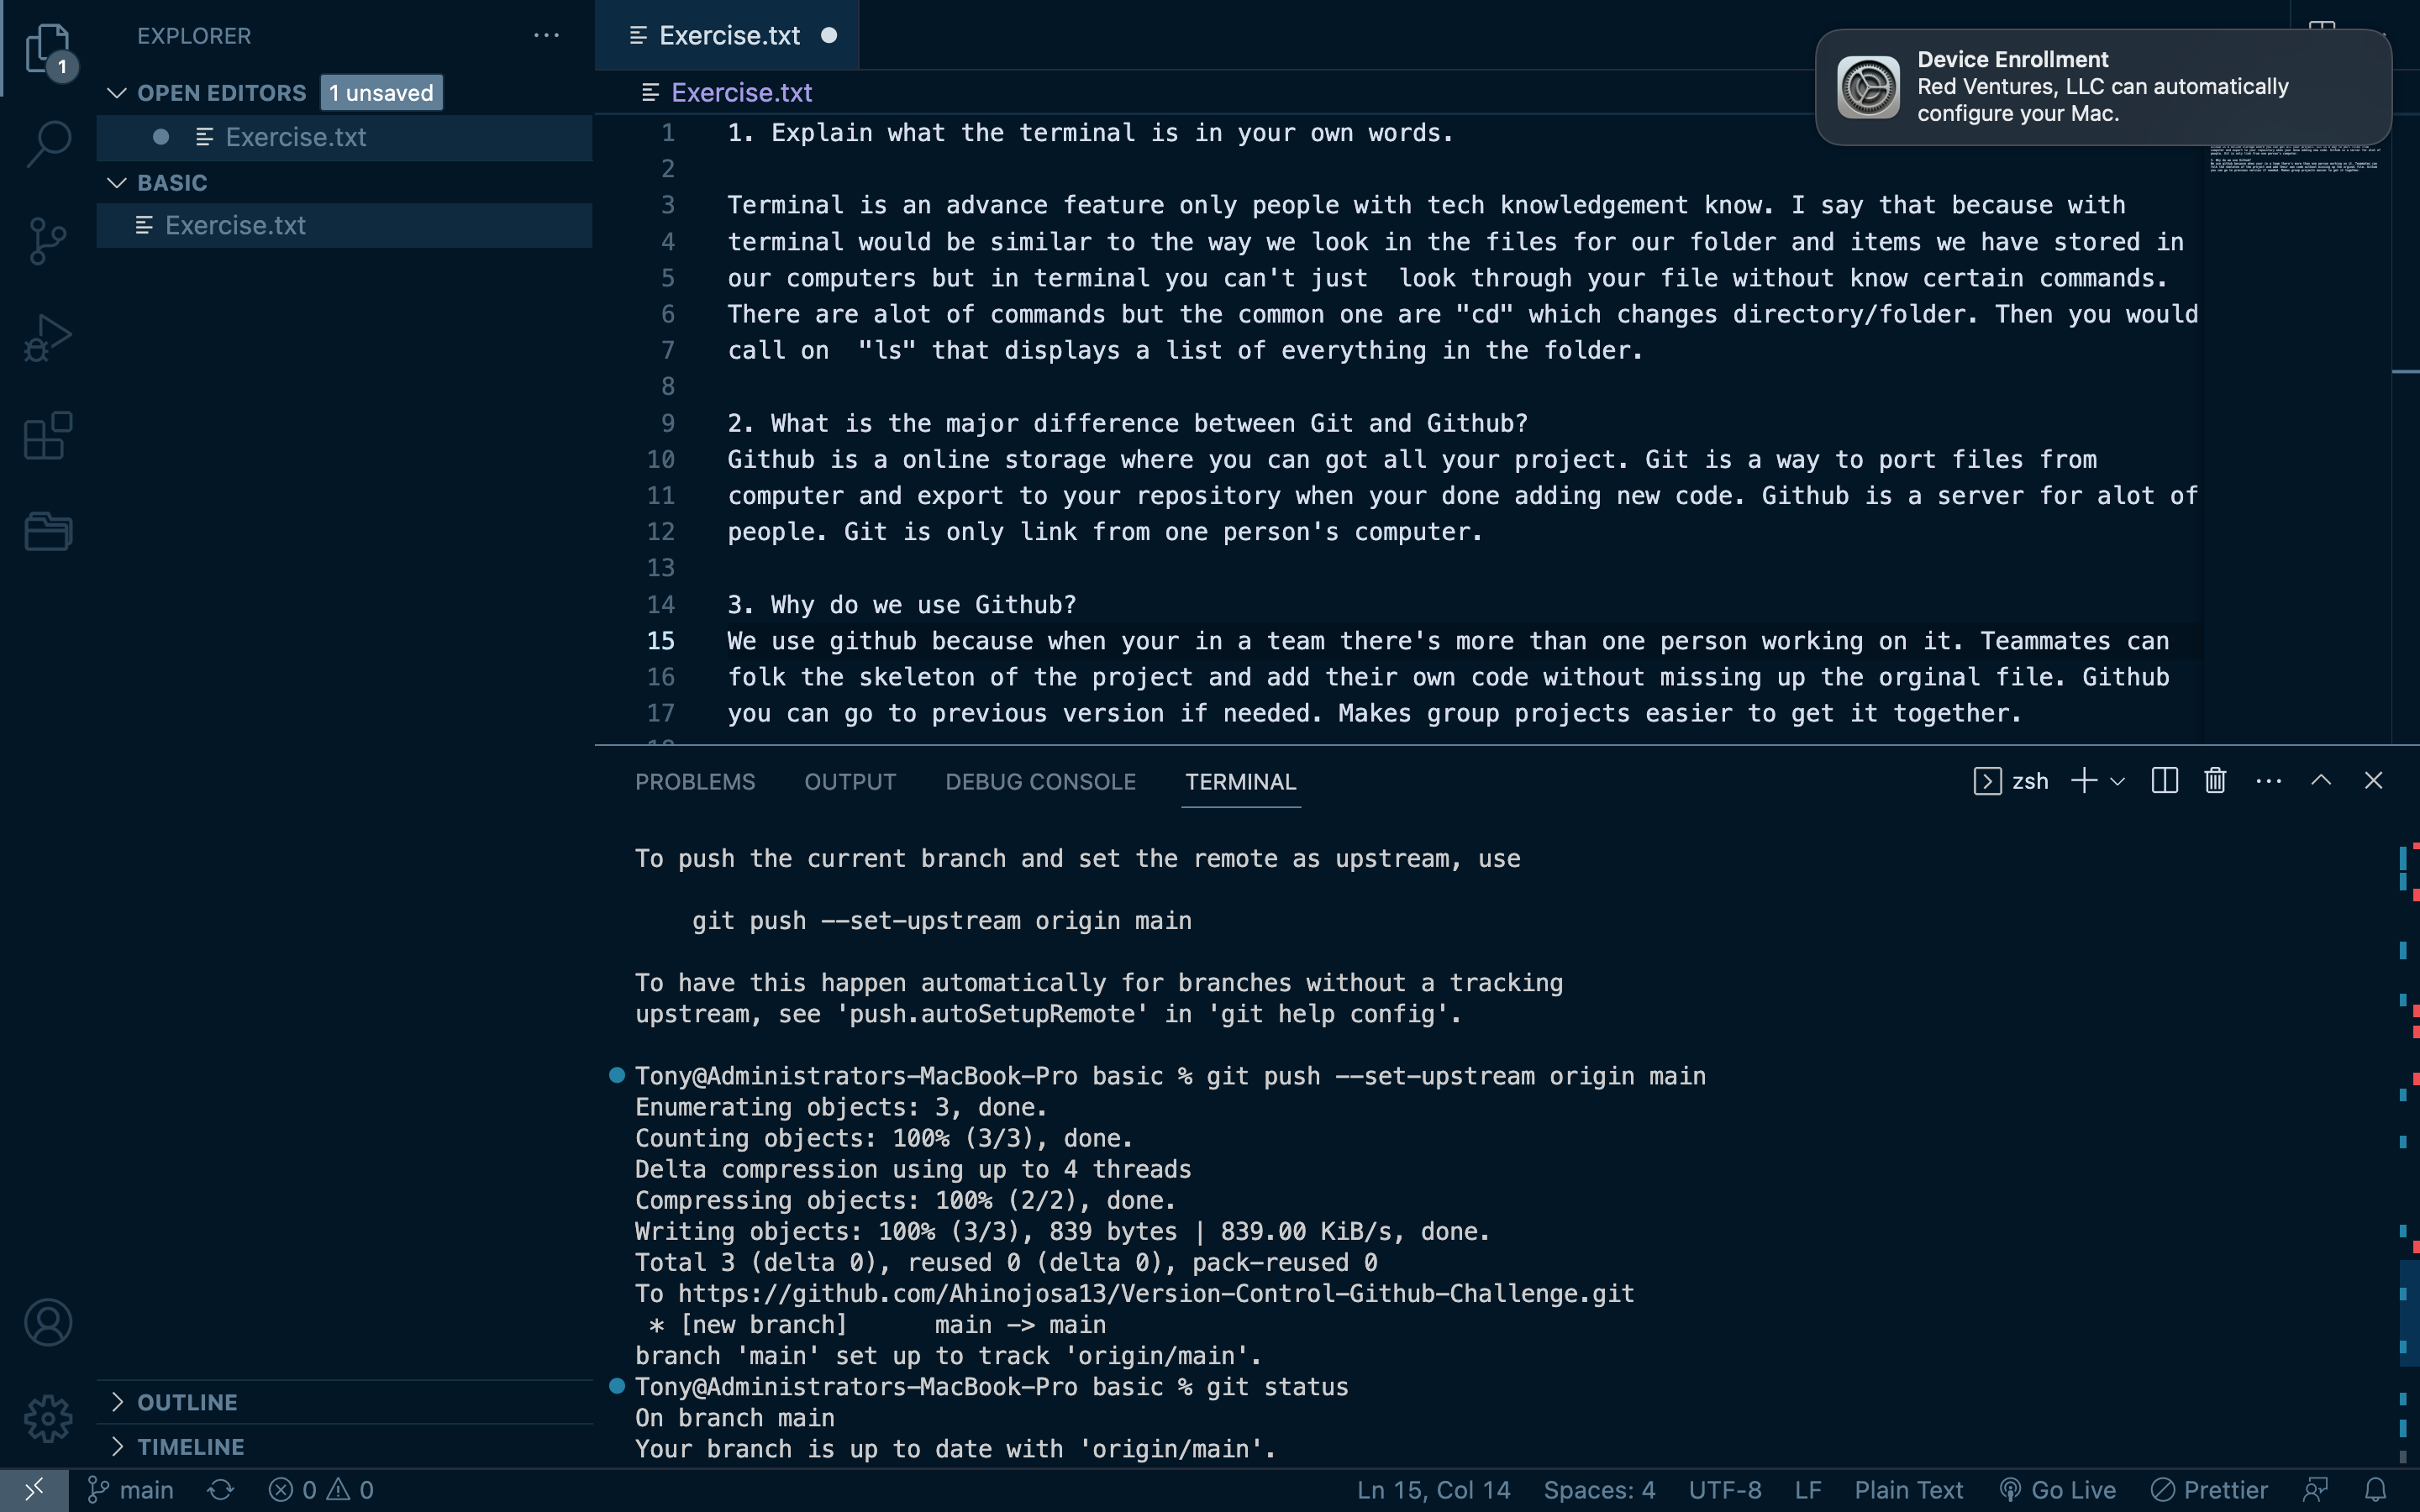 EXPLORER
1
OPEN EDITORS 1 unsaved
Exercise.txt
BASIC
Exercise.txt
OUTLINE
TIMELINE
Exercise.txt
Exercise.txt
Device Enrollment
Red Ventures, LLC can automatically
configure your Mac.
1 1. Explain what the terminal is in your own words.
2
3 Terminal is an advance feature only people with tech knowledgement know. I say that because with
4 terminal would be similar to the way we look in the files for our folder and items we have stored in
5 our computers but in terminal you can't just  look through your file without know certain commands.
6 There are alot of commands but the common one are "cd" which changes directory/folder. Then you would
7 call on  "ls" that displays a list of everything in the folder.
8
9 2. What is the major difference between Git and Github?
10 Github is a online storage where you can got all your project. Git is a way to port files from
11 computer and export to your repository when your done adding new code. Github is a server for alot of
12 people. Git is only link from one person's computer.
13
14 3. Why do we use Github?
15 We use github because when your in a team there's more than one person working on it. Teammates can
16 folk the skeleton of the project and add their own code without missing up the orginal file. Github
17 you can go to previous version if needed. Makes group projects easier to get it together.
PROBLEMS OUTPUT DEBUG CONSOLE TERMINAL zsh
To push the current branch and set the remote as upstream, use
git push --set-upstream origin main
To have this happen automatically for branches without a tracking
upstream, see 'push.autoSetupRemote' in 'git help config'.
Tony@Administrators-MacBook-Pro basic % git push --set-upstream origin main
Enumerating objects: 3, done.
Counting objects: 100% (3/3), done.
Delta compression using up to 4 threads
Compressing objects: 100% (2/2), done.
Writing objects: 100% (3/3), 839 bytes | 839.00 KiB/s, done.
Total 3 (delta 0), reused 0 (delta 0), pack-reused 0
To https://github.com/Ahinojosa13/Version-Control-Github-Challenge.git
* [new branch]      main -> main
branch 'main' set up to track 'origin/main'.
Tony@Administrators-MacBook-Pro basic % git status
On branch main
Your branch is up to date with 'origin/main'.
main 0 0 Ln 15, Col 14 Spaces: 4 UTF-8 LF Plain Text Go Live Prettier